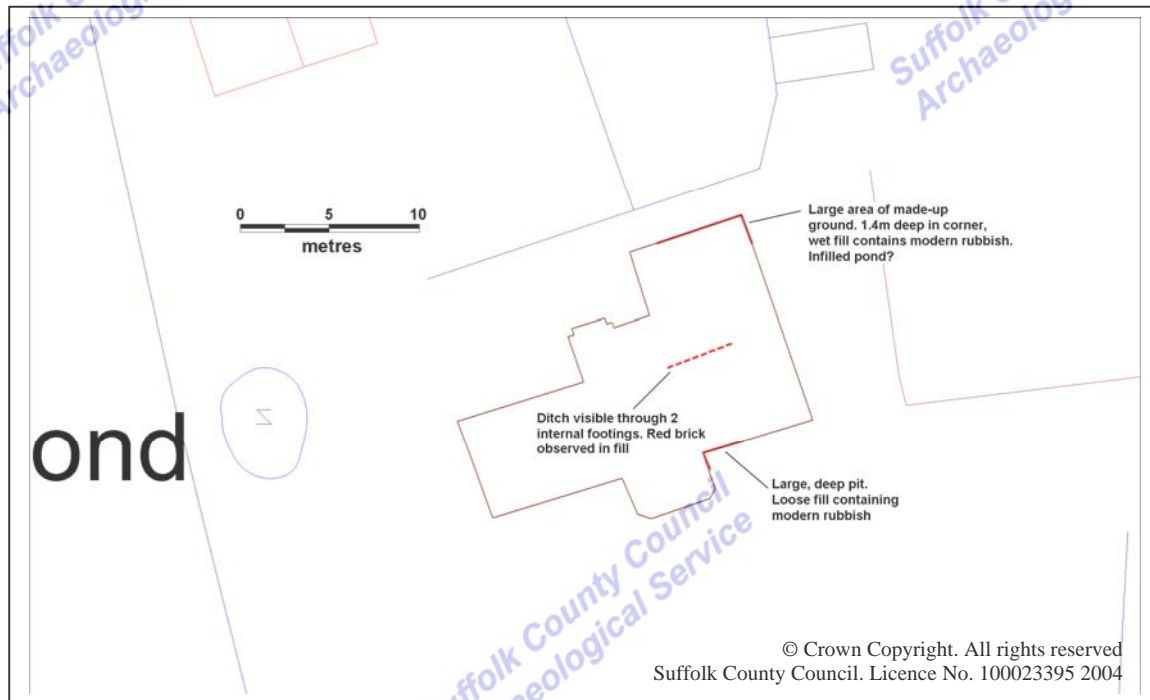 Suffolk County Council
Archaeological Service
Suffolk C
Archaeolog
0 5 10
metres
Large area of made-up
ground. 1.4m deep in corner,
wet fill contains modern rubbish.
Infilled pond?
ond
Ditch visible through 2
internal footings. Red brick
observed in fill
Large, deep pit.
Loose fill containing
modern rubbish
© Crown Copyright. All rights reserved
Suffolk County Council. Licence No. 100023395 2004